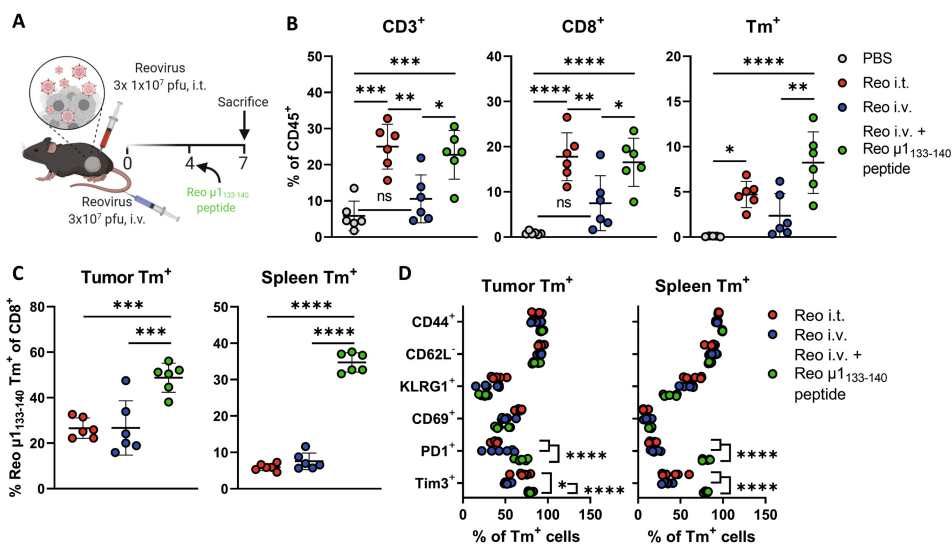 A
Reovirus
3x 1x10⁷ pfu, i.t.
Sacrifice
0 4 7
Reo µ1₁₃₃₋₁₄₀
peptide
Reovirus
3x10⁷ pfu, i.v.
B
CD3⁺
% of CD45⁺
50
40
30
20
10
0
***
***
**
*
ns
CD8⁺
40
30
20
10
0
****
****
**
*
ns
Tm⁺
20
15
10
5
0
****
**
*
PBS
Reo i.t.
Reo i.v.
Reo i.v. +
Reo µ1₁₃₃₋₁₄₀
peptide
C
Tumor Tm⁺
% Reo µ1₁₃₃₋₁₄₀ Tm⁺ of CD8⁺
80
60
40
20
0
***
***
Spleen Tm⁺
50
40
30
20
10
0
****
****
D
Tumor Tm⁺
CD44⁺
CD62L⁻
KLRG1⁺
CD69⁺
PD1⁺
Tim3⁺
****
* ****
0 50 100 150
% of Tm⁺ cells
Spleen Tm⁺
****
****
0 50 100 150
% of Tm⁺ cells
Reo i.t.
Reo i.v.
Reo i.v. +
Reo µ1₁₃₃₋₁₄₀
peptide